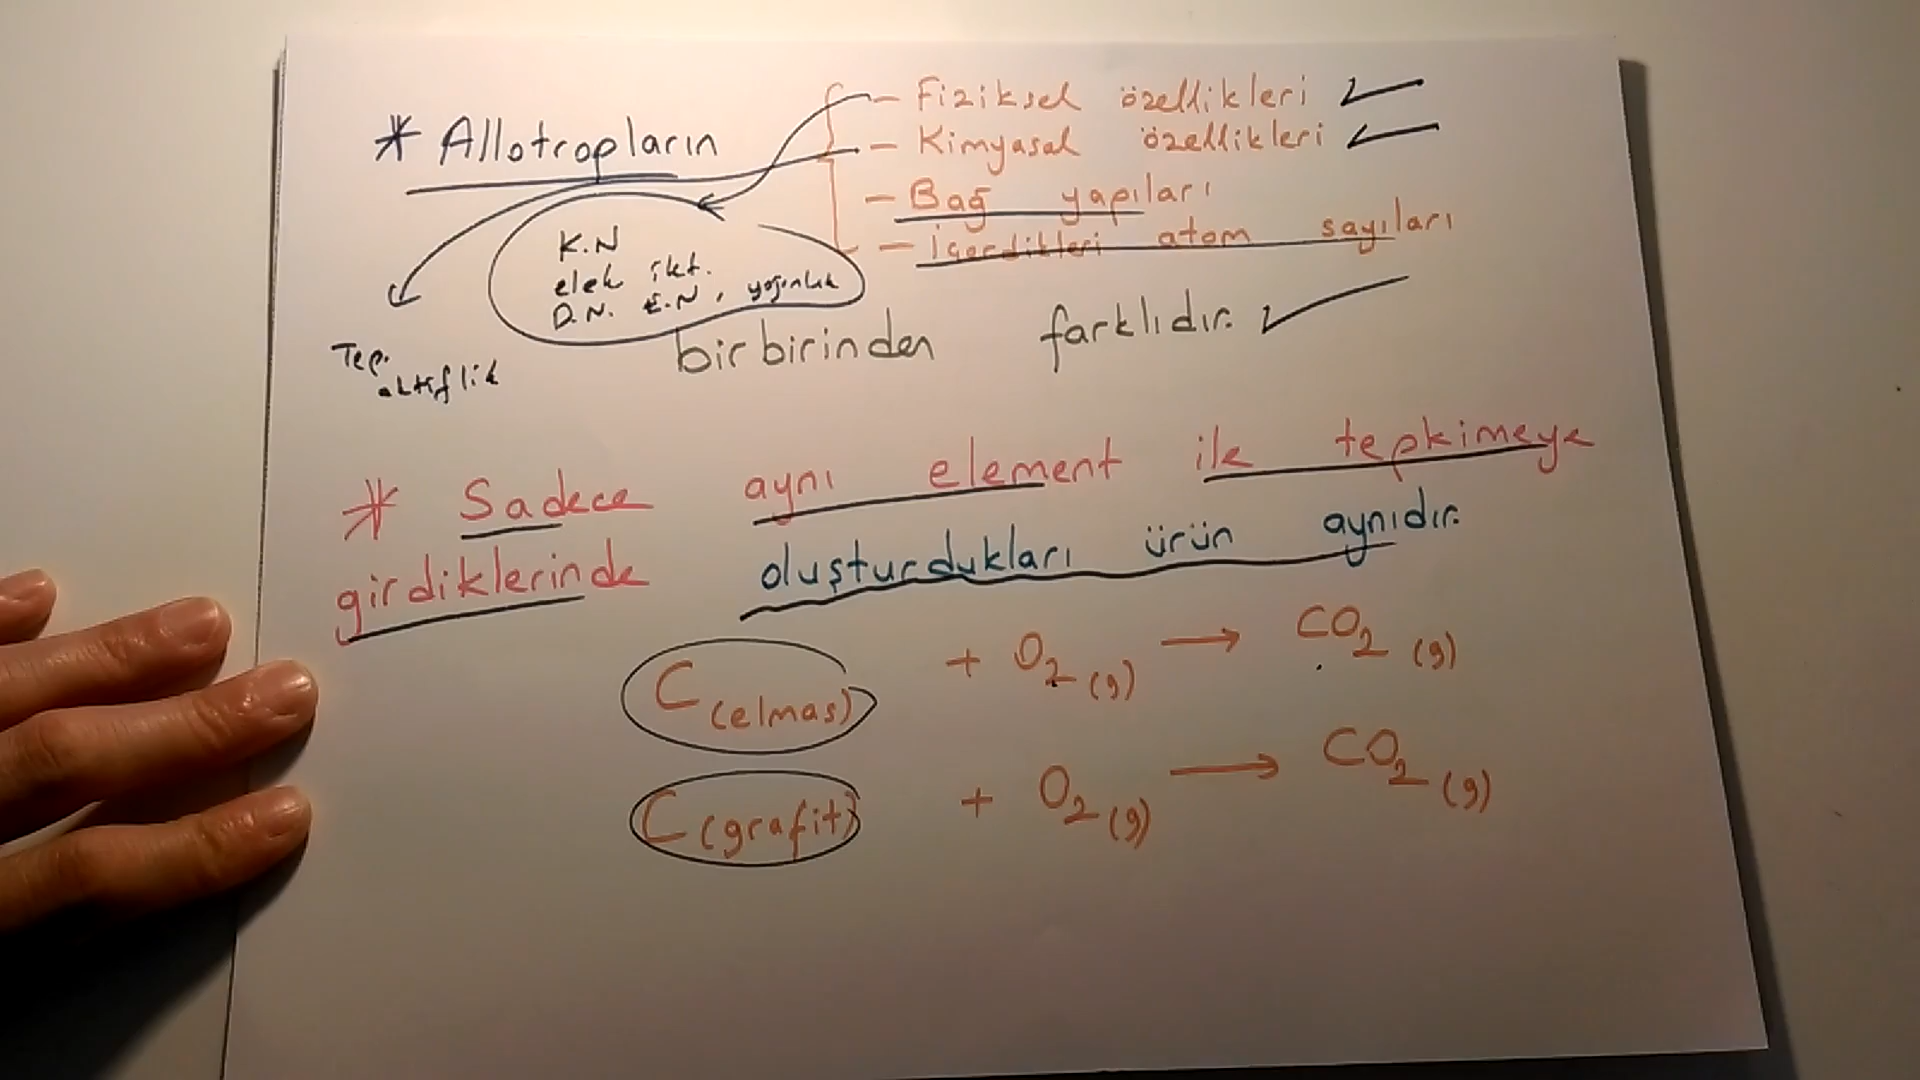 * Allotropların
- Fiziksel özellikleri
- Kimyasal özellikleri
- Bağ yapıları
- İçerdikleri atom sayıları
K.N
elek ikt.
D.N. E.N, yoğunluk
Tep.
aktiflik
birbirinden farklıdır.
* Sadece aynı element ile tepkimeye
girdiklerinde oluşturdukları ürün aynıdır.
C(elmas) + O₂(g) → CO₂(g)
C(grafit) + O₂(g) → CO₂(g)